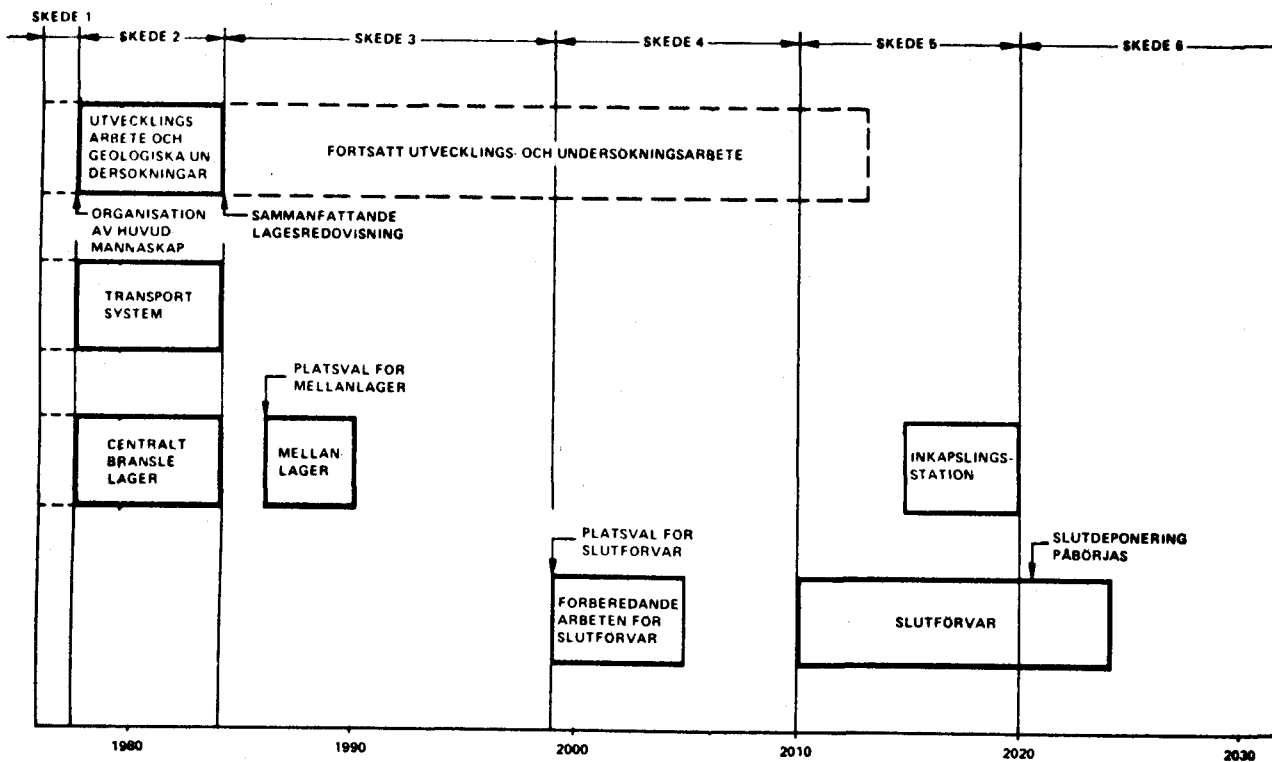 SKEDE 1
SKEDE 2
SKEDE 3
SKEDE 4
SKEDE 5
SKEDE 6
UTVECKLINGS
ARBETE OCH
GEOLOGISKA UN
DERSOKNINGAR
FORTSATT UTVECKLINGS- OCH UNDERSOKNINGSARBETE
ORGANISATION
AV HUVUD
MANNASKAP
SAMMANFATTANDE
LAGESREDOVISNING
TRANSPORT
SYSTEM
PLATSVAL FOR
MELLANLAGER
CENTRALT
BRANSLE
LAGER
MELLAN-
LAGER
INKAPSLINGS-
STATION
PLATSVAL FOR
SLUTFORVAR
SLUTDEPONERING
PÅBÖRJAS
FORBEREDANDE
ARBETEN FOR
SLUTFÖRVAR
SLUTFÖRVAR
1980
1990
2000
2010
2020
2030